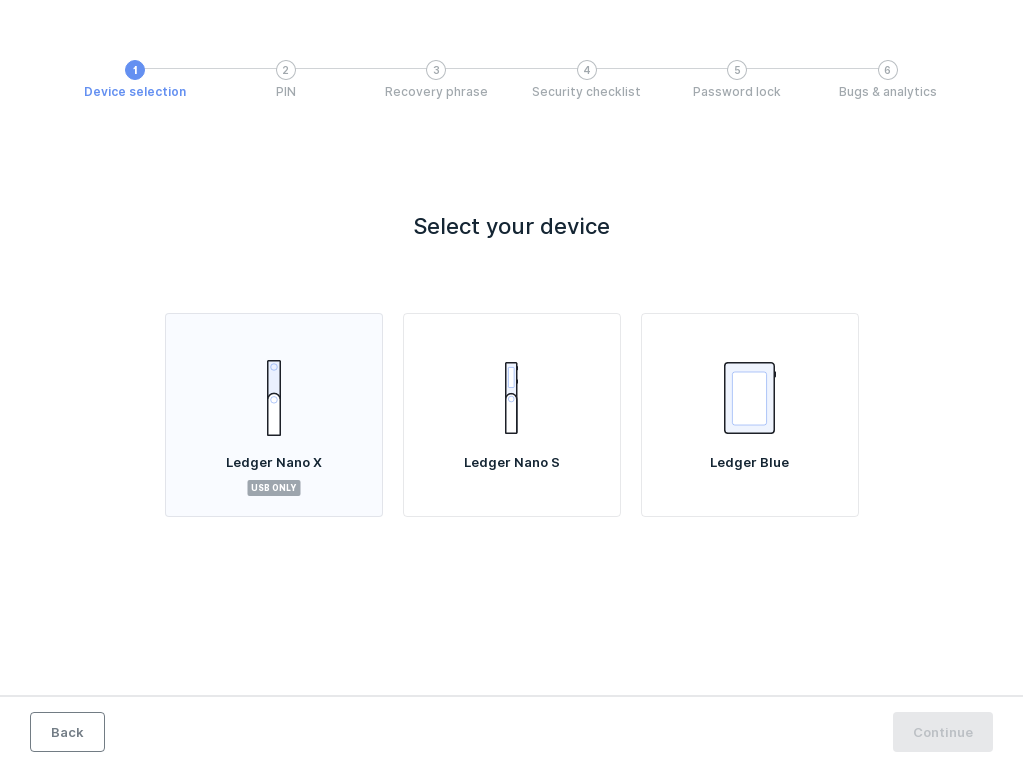 1
2
3
4
5
6
Device selection
PIN
Recovery phrase
Security checklist
Password lock
Bugs & analytics
Select your device
Ledger Nano X
USB ONLY
Ledger Nano S
Ledger Blue
Back
Continue